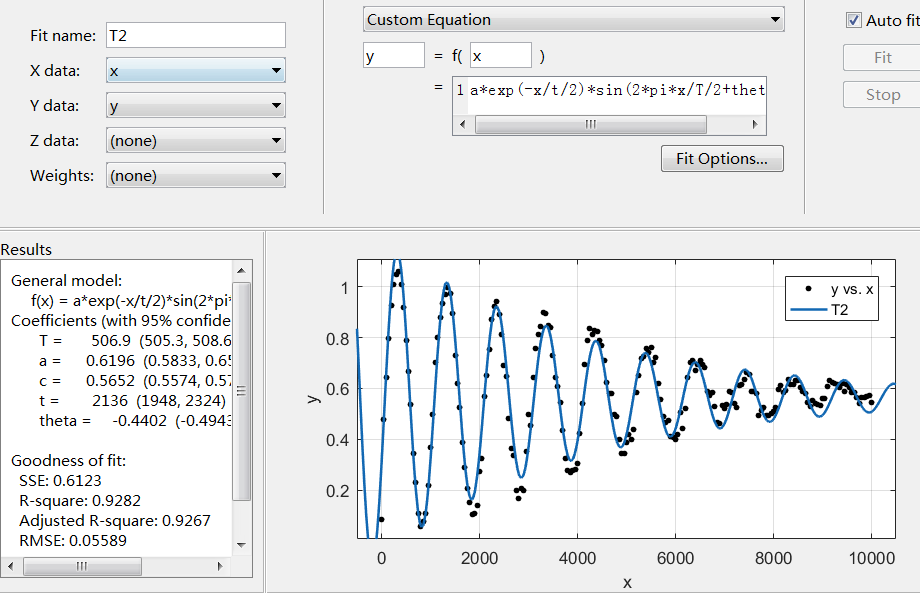 Fit name: T2
X data: x
Y data: y
Z data: (none)
Weights: (none)
Custom Equation
y = f( x )
=
1 a*exp(-x/t/2)*sin(2*pi*x/T/2+thet
Fit Options...
Auto fit
Fit
Stop
Results
General model:
f(x) = a*exp(-x/t/2)*sin(2*pi*
Coefficients (with 95% confide
T = 506.9 (505.3, 508.6
a = 0.6196 (0.5833, 0.65
c = 0.5652 (0.5574, 0.57
t = 2136 (1948, 2324)
theta = -0.4402 (-0.4943
Goodness of fit:
SSE: 0.6123
R-square: 0.9282
Adjusted R-square: 0.9267
RMSE: 0.05589
y vs. x
T2
1
0.8
0.6
0.4
0.2
y
0 2000 4000 6000 8000 10000
x